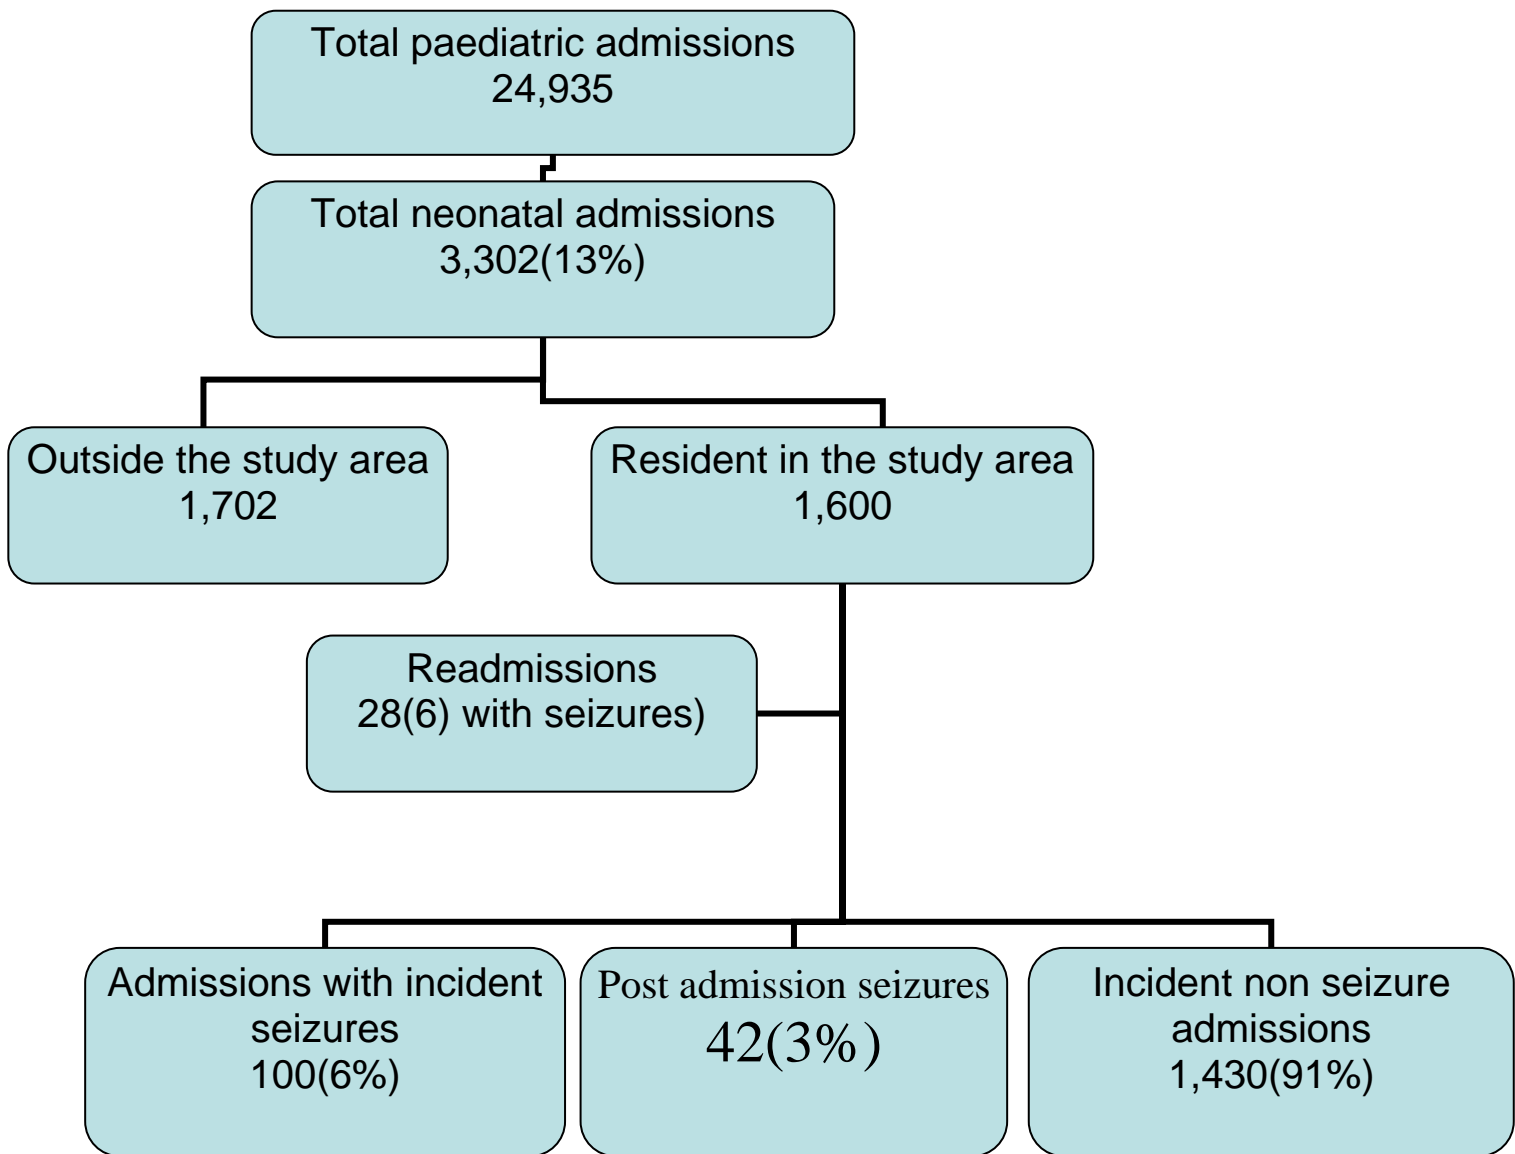 Total paediatric admissions
24,935
Total neonatal admissions
3,302(13%)
Outside the study area
1,702
Resident in the study area
1,600
Readmissions
28(6) with seizures)
Admissions with incident
seizures
100(6%)
Post admission seizures
42(3%)
Incident non seizure
admissions
1,430(91%)